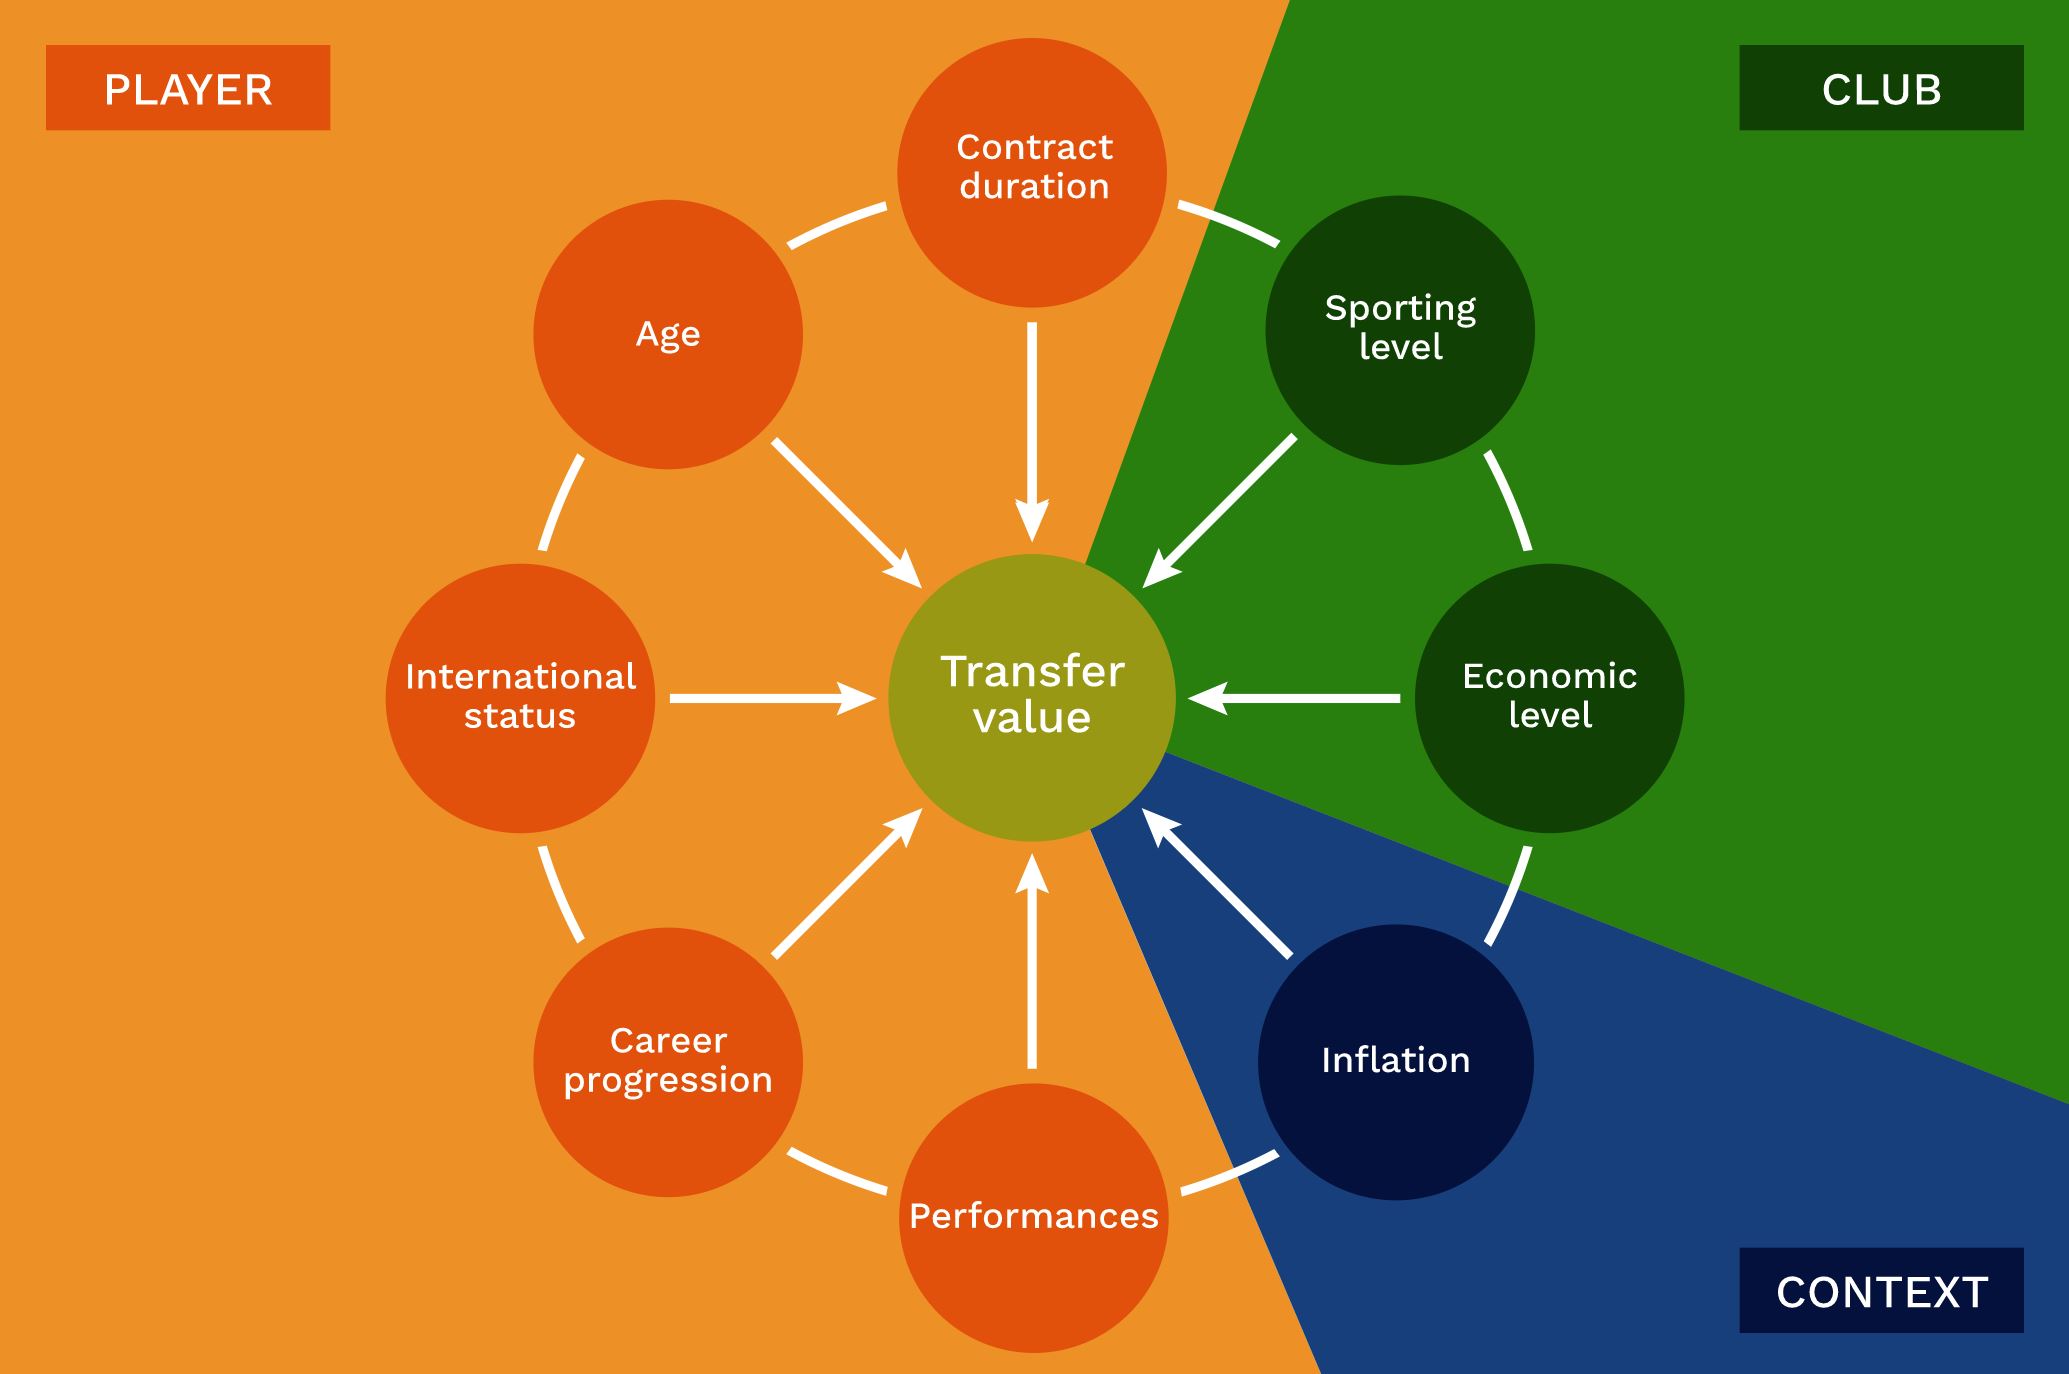 PLAYER
CLUB
Contract
duration
Sporting
level
Age
International
status
Transfer
value
Economic
level
Career
progression
Inflation
Performances
CONTEXT